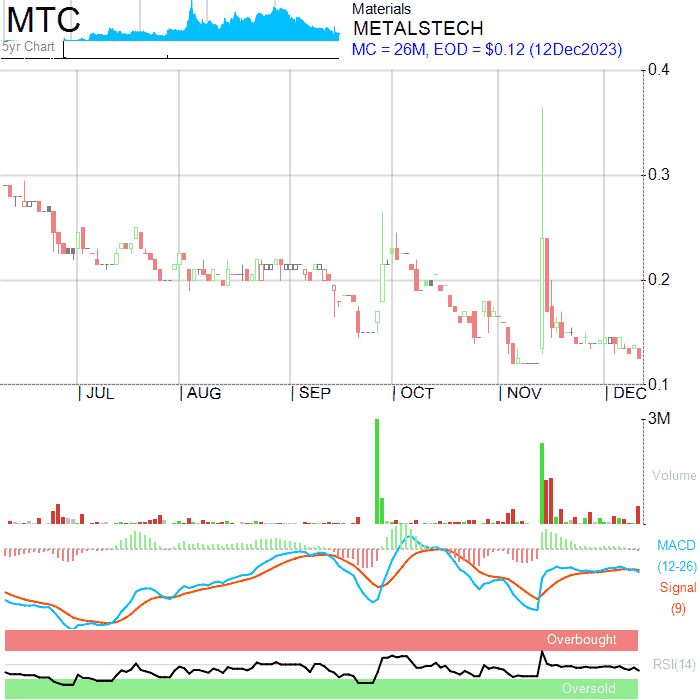 MTC
5yr Chart
Materials
METALSTECH
MC = 26M, EOD = $0.12 (12Dec2023)
0.4
0.3
0.2
0.1
JUL AUG SEP OCT NOV DEC
3M
Volume
MACD
(12-26)
Signal
(9)
Overbought
RSI(14)
Oversold